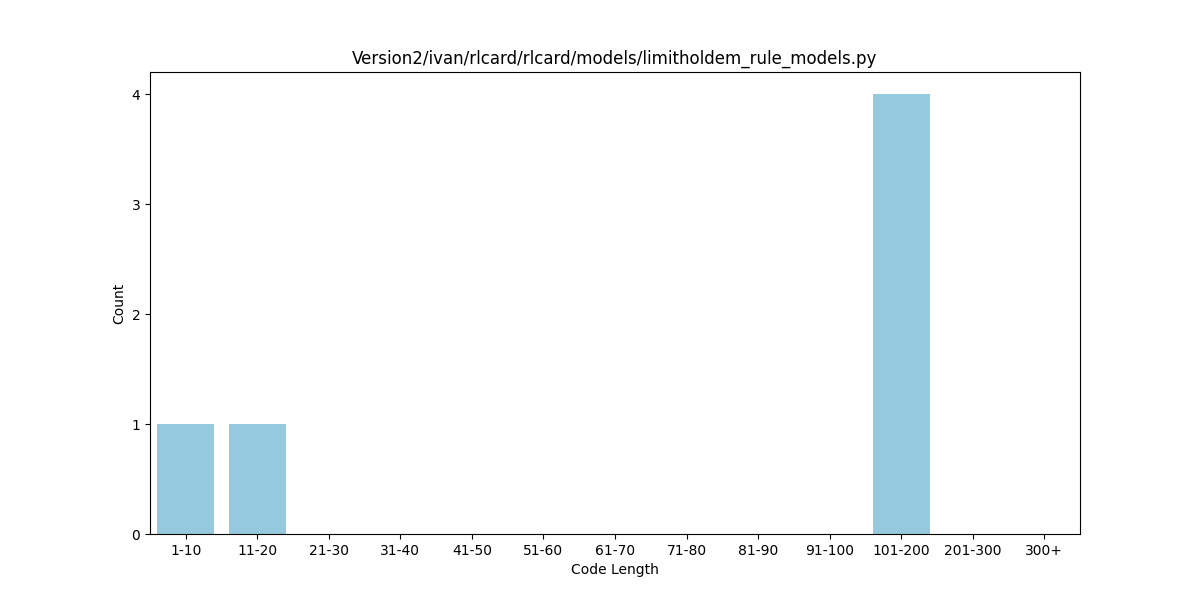 Version2/ivan/rlcard/rlcard/models/limitholdem_rule_models.py
4
3
2
1
0
Count
1-10 11-20 21-30 31-40 41-50 51-60 61-70 71-80 81-90 91-100 101-200 201-300 300+
Code Length